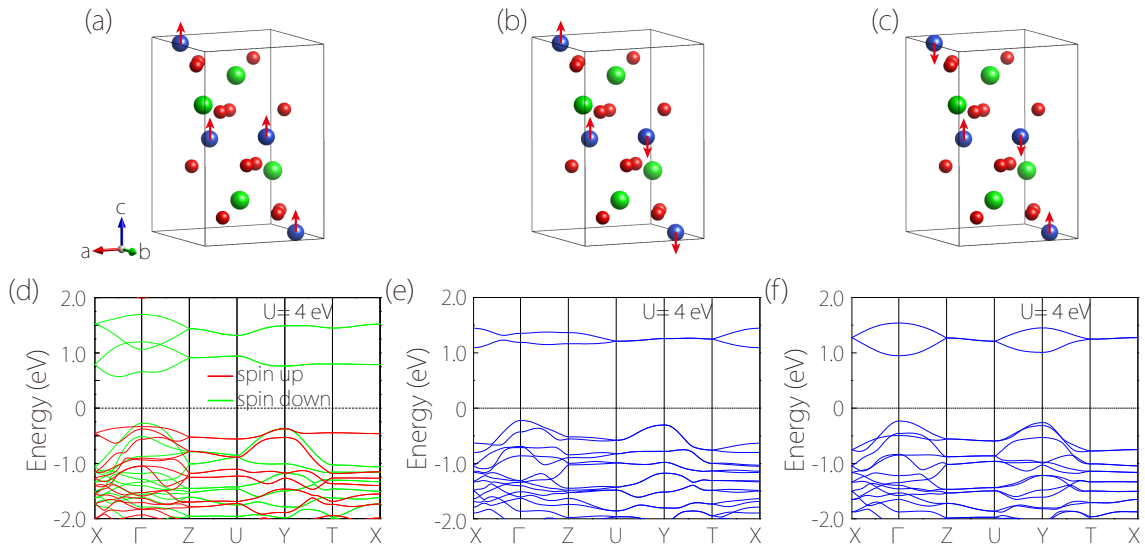 (a)
(b)
(c)
c
a
b
(d)
2.0
1.0
0
-1.0
-2.0
Energy (eV)
U= 4 eV
spin up
spin down
X Γ Z U Y T X
(e)
2.0
1.0
0
-1.0
-2.0
Energy (eV)
U= 4 eV
X Γ Z U Y T X
(f)
2.0
1.0
0
-1.0
-2.0
Energy (eV)
U= 4 eV
X Γ Z U Y T X